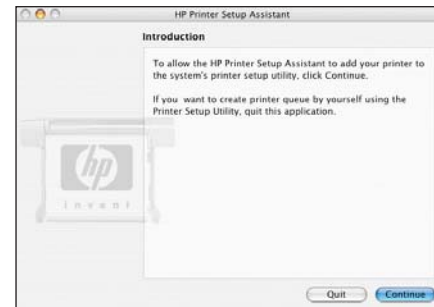 HP Printer Setup Assistant
Introduction
To allow the HP Printer Setup Assistant to add your printer to
the system's printer setup utility, click Continue.
If you want to create printer queue by yourself using the
Printer Setup Utility, quit this application.
hp
invent
Quit
Continue